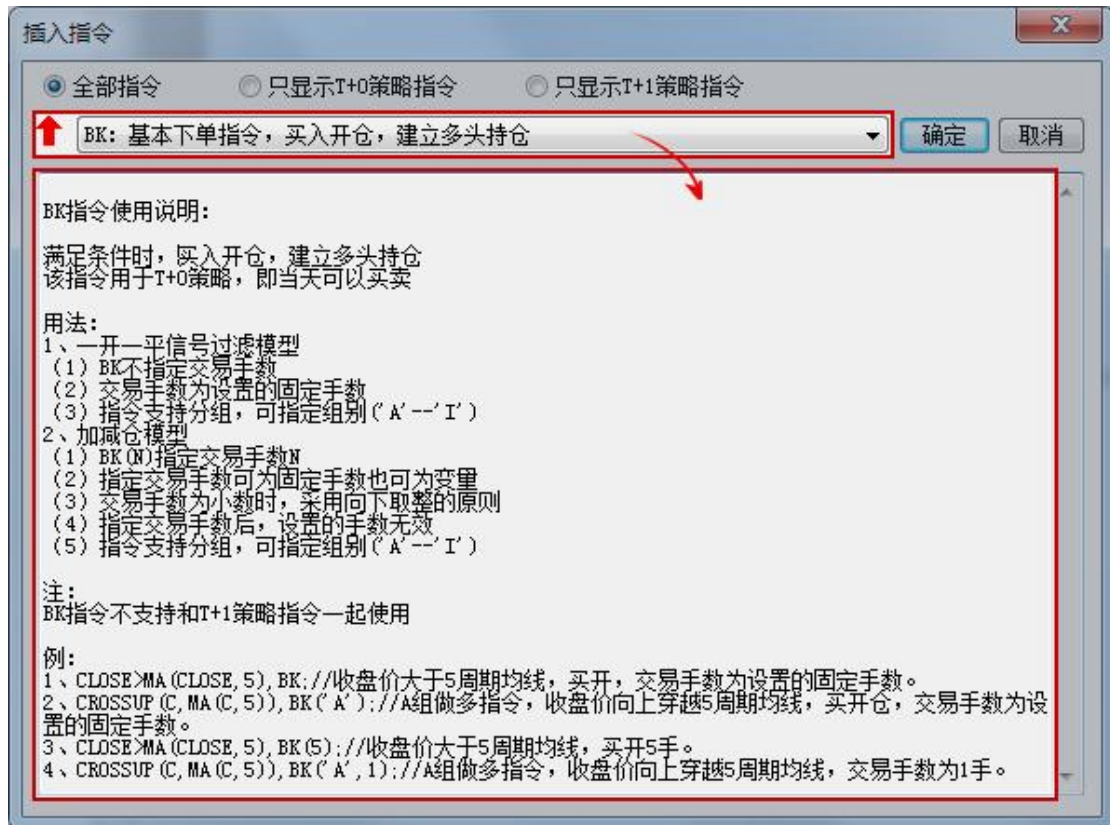 插入指令
全部指令 只显示T+0策略指令 只显示T+1策略指令
BK: 基本下单指令，买入开仓，建立多头持仓 确定 取消
BK指令使用说明:
满足条件时，买入开仓，建立多头持仓
该指令用于T+0策略，即当天可以买卖
用法:
1、一开一平信号过滤模型
(1) BK不指定交易手数
(2) 交易手数为设置的固定手数
(3) 指令支持分组，可指定组别('A'--'I')
2、加减仓模型
(1) BK(N)指定交易手数N
(2) 指定交易手数可为固定手数也可为变量
(3) 交易手数为小数时，采用向下取整的原则
(4) 指定交易手数后，设置的手数无效
(5) 指令支持分组，可指定组别('A'--'I')
注:
BK指令不支持和T+1策略指令一起使用
例:
1、CLOSE>MA(CLOSE,5),BK;//收盘价大于5周期均线，买开，交易手数为设置的固定手数。
2、CROSSUP(C,MA(C,5)),BK('A');//A组做多指令，收盘价向上穿越5周期均线，买开仓，交易手数为设
置的固定手数。
3、CLOSE>MA(CLOSE,5),BK(5);//收盘价大于5周期均线，买开5手。
4、CROSSUP(C,MA(C,5)),BK('A',1);//A组做多指令，收盘价向上穿越5周期均线，交易手数为1手。